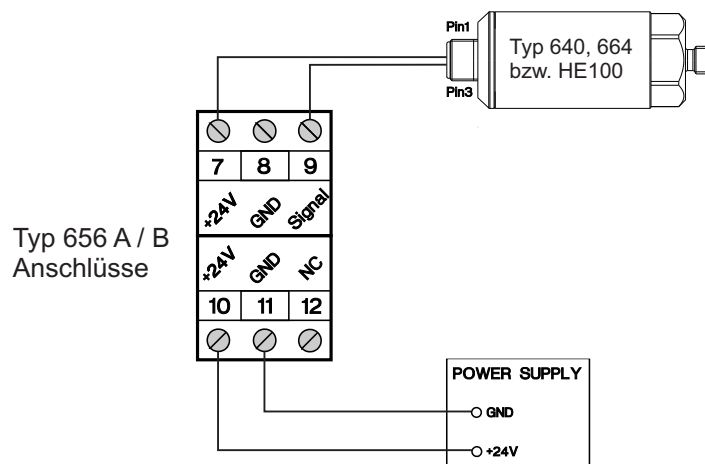 Pin1
Typ 640, 664
bzw. HE100
Pin3
7 8 9
+24V GND Signal
Typ 656 A / B
Anschlüsse
+24V GND NC
10 11 12
POWER SUPPLY
GND
+24V